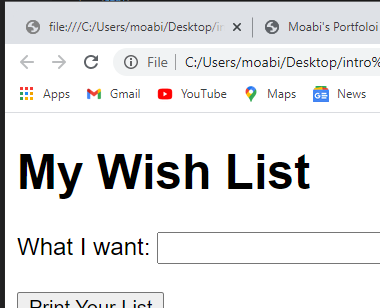 file:///C:/Users/moabi/Desktop/in
Moabi's Portfoloi
File C:/Users/moabi/Desktop/intro%
Apps Gmail YouTube Maps News
My Wish List
What I want:
Print Your List